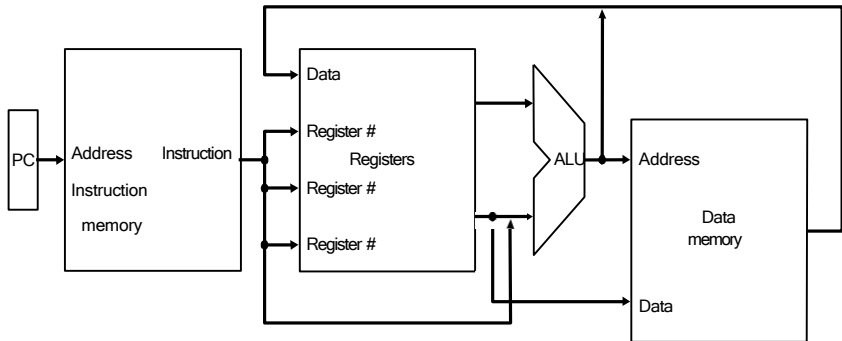 PC
Address
Instruction
Instruction
memory
Data
Register #
Registers
Register #
Register #
ALU
Address
Data
memory
Data